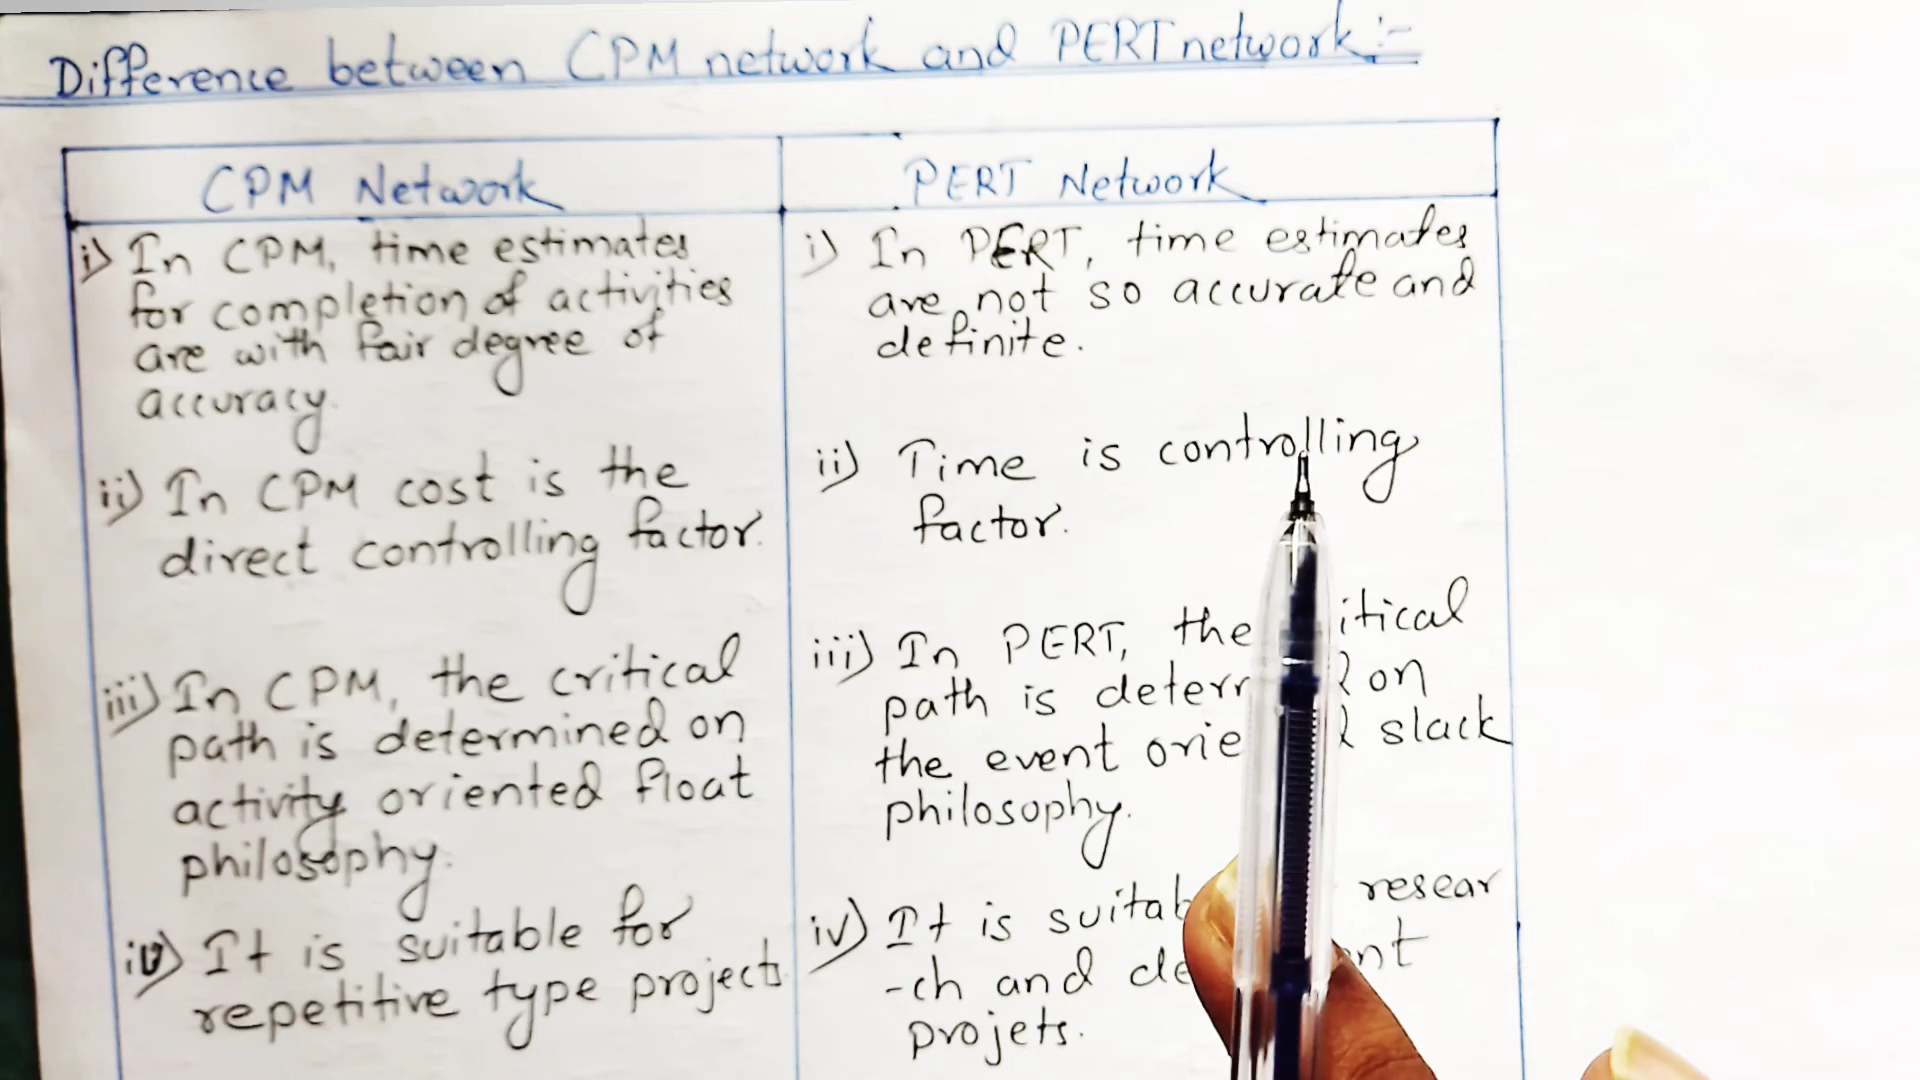 Difference between CPM network and PERT network:-
CPM Network
i) In CPM, time estimates
for completion of activities
are with fair degree of
accuracy.
ii) In CPM cost is the
direct controlling factor.
iii) In CPM, the critical
path is determined on
activity oriented float
philosophy.
iv) It is suitable for
repetitive type projects
PERT Network
i) In PERT, time estimates
are not so accurate and
definite.
ii) Time is controlling
factor.
iii) In PERT, the
path is on
the event slack
philosophy.
iv) It is resear
-ch and
projets.